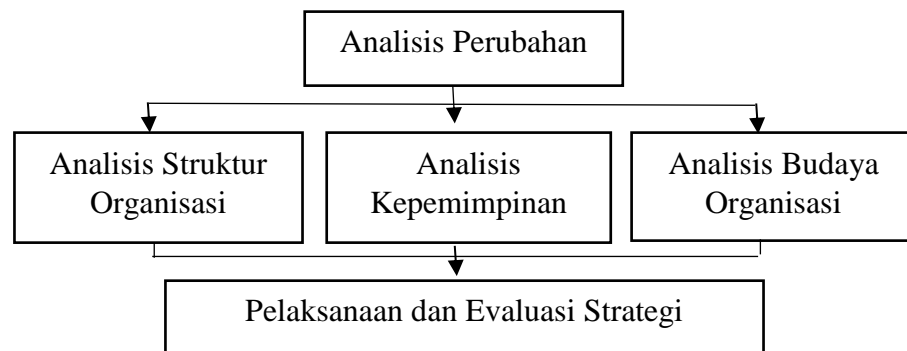 Analisis Perubahan
Analisis Struktur
Organisasi
Analisis
Kepemimpinan
Analisis Budaya
Organisasi
Pelaksanaan dan Evaluasi Strategi